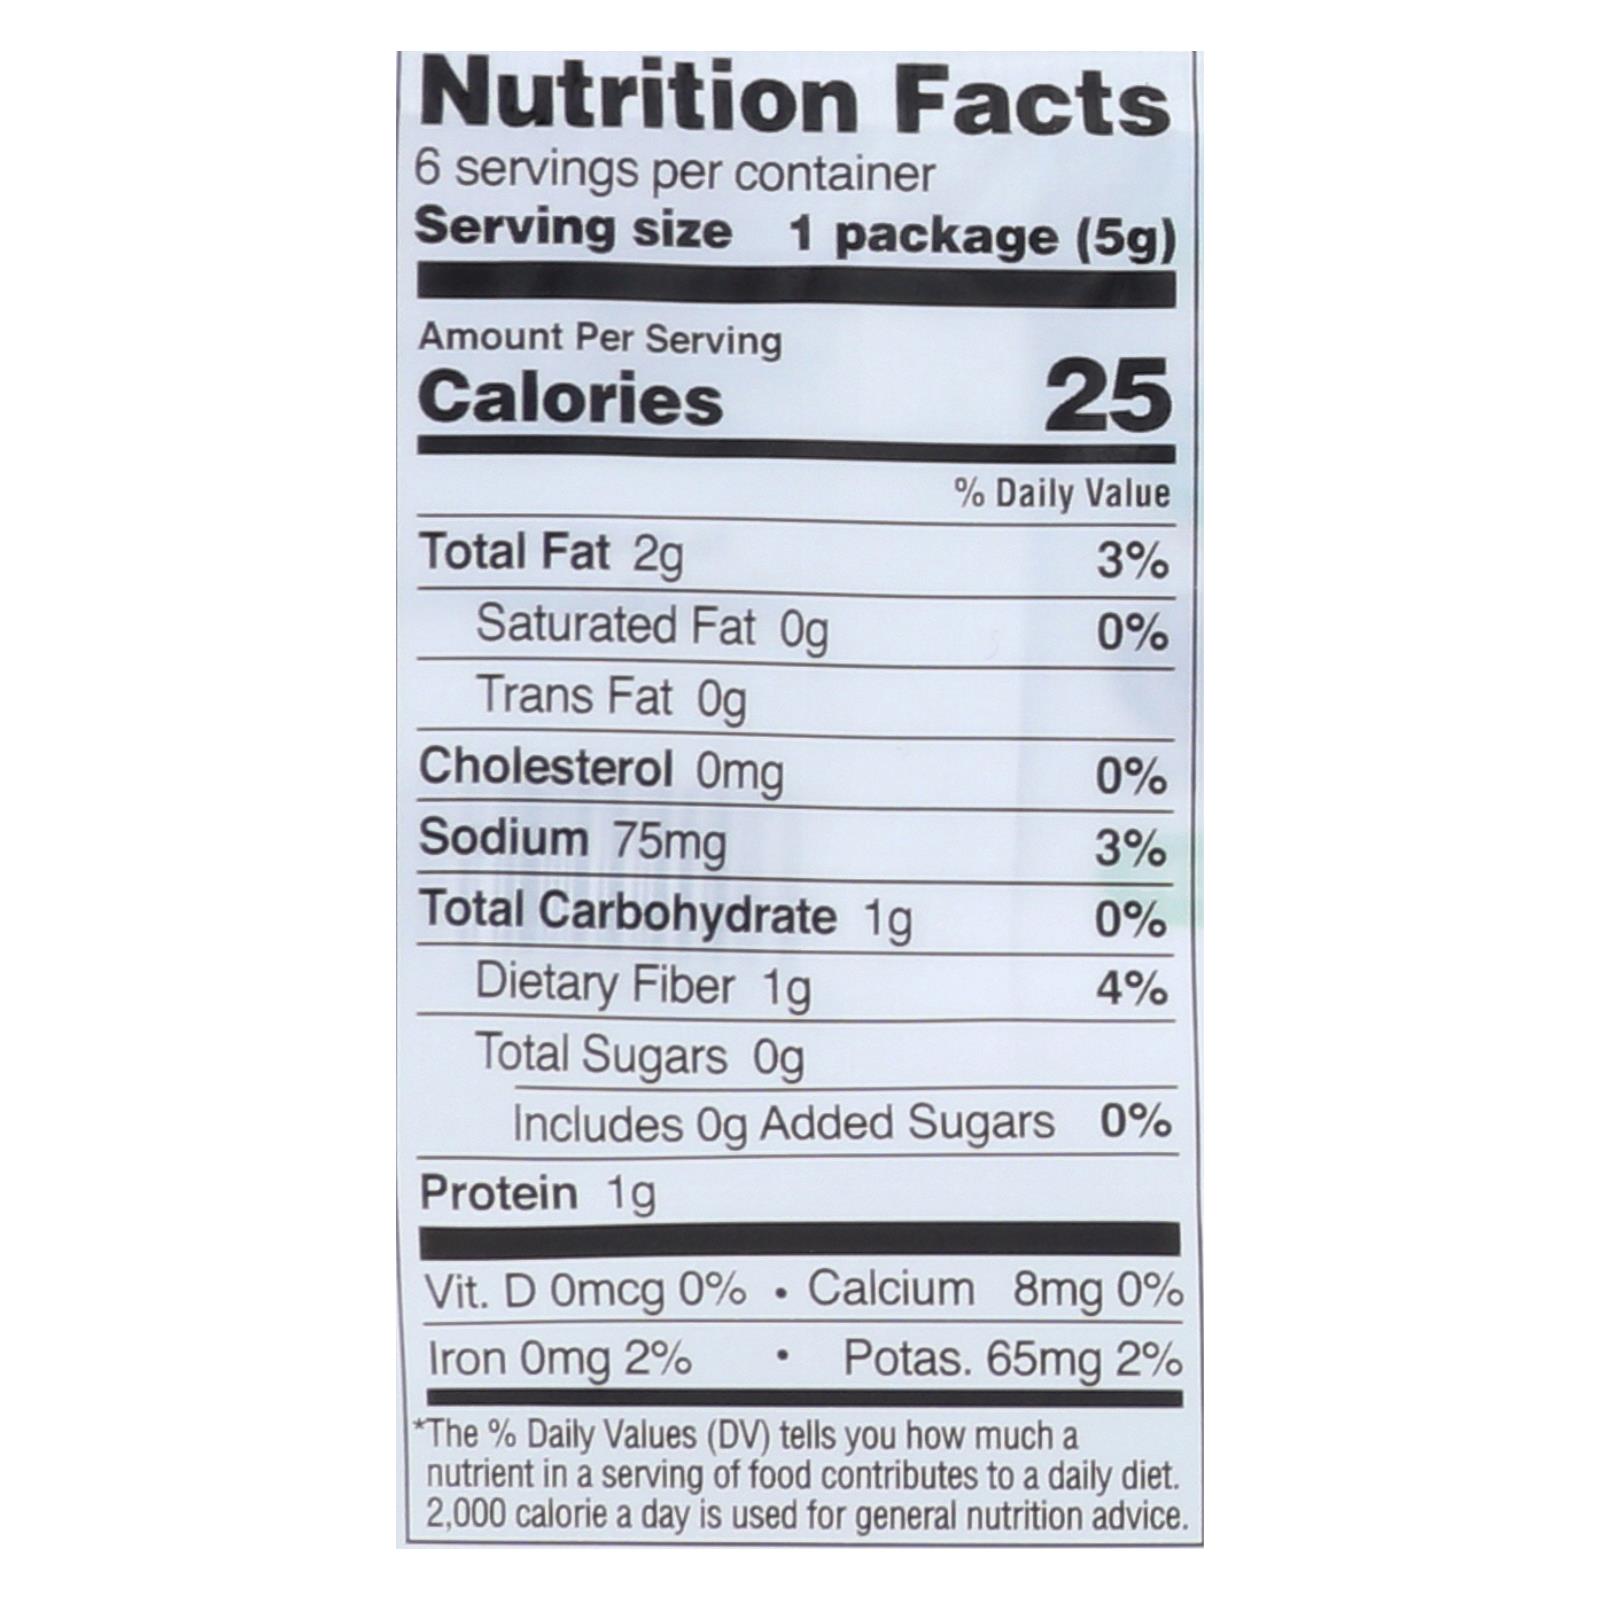 Nutrition Facts
6 servings per container
Serving size 1 package (5g)
Amount Per Serving
Calories 25
% Daily Value
Total Fat 2g 3%
Saturated Fat 0g 0%
Trans Fat 0g
Cholesterol 0mg 0%
Sodium 75mg 3%
Total Carbohydrate 1g 0%
Dietary Fiber 1g 4%
Total Sugars 0g
Includes 0g Added Sugars 0%
Protein 1g
Vit. D 0mcg 0% • Calcium 8mg 0%
Iron 0mg 2% • Potas. 65mg 2%
*The % Daily Values (DV) tells you how much a
nutrient in a serving of food contributes to a daily diet.
2,000 calorie a day is used for general nutrition advice.